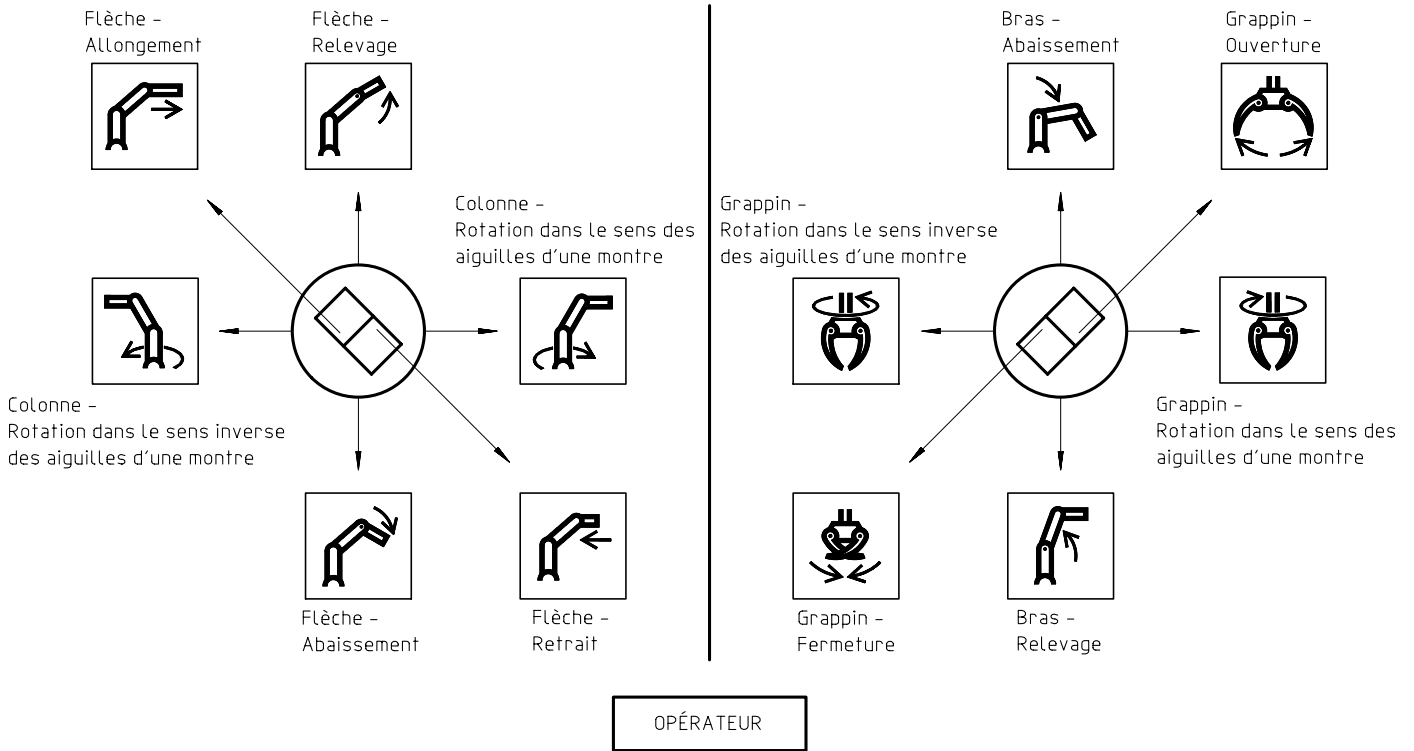 Flèche -
Allongement
Flèche -
Relevage
Colonne -
Rotation dans le sens des
aiguilles d'une montre
Colonne -
Rotation dans le sens inverse
des aiguilles d'une montre
Flèche -
Abaissement
Flèche -
Retrait
Bras -
Abaissement
Grappin -
Ouverture
Grappin -
Rotation dans le sens inverse
des aiguilles d'une montre
Grappin -
Rotation dans le sens des
aiguilles d'une montre
Grappin -
Fermeture
Bras -
Relevage
OPÉRATEUR